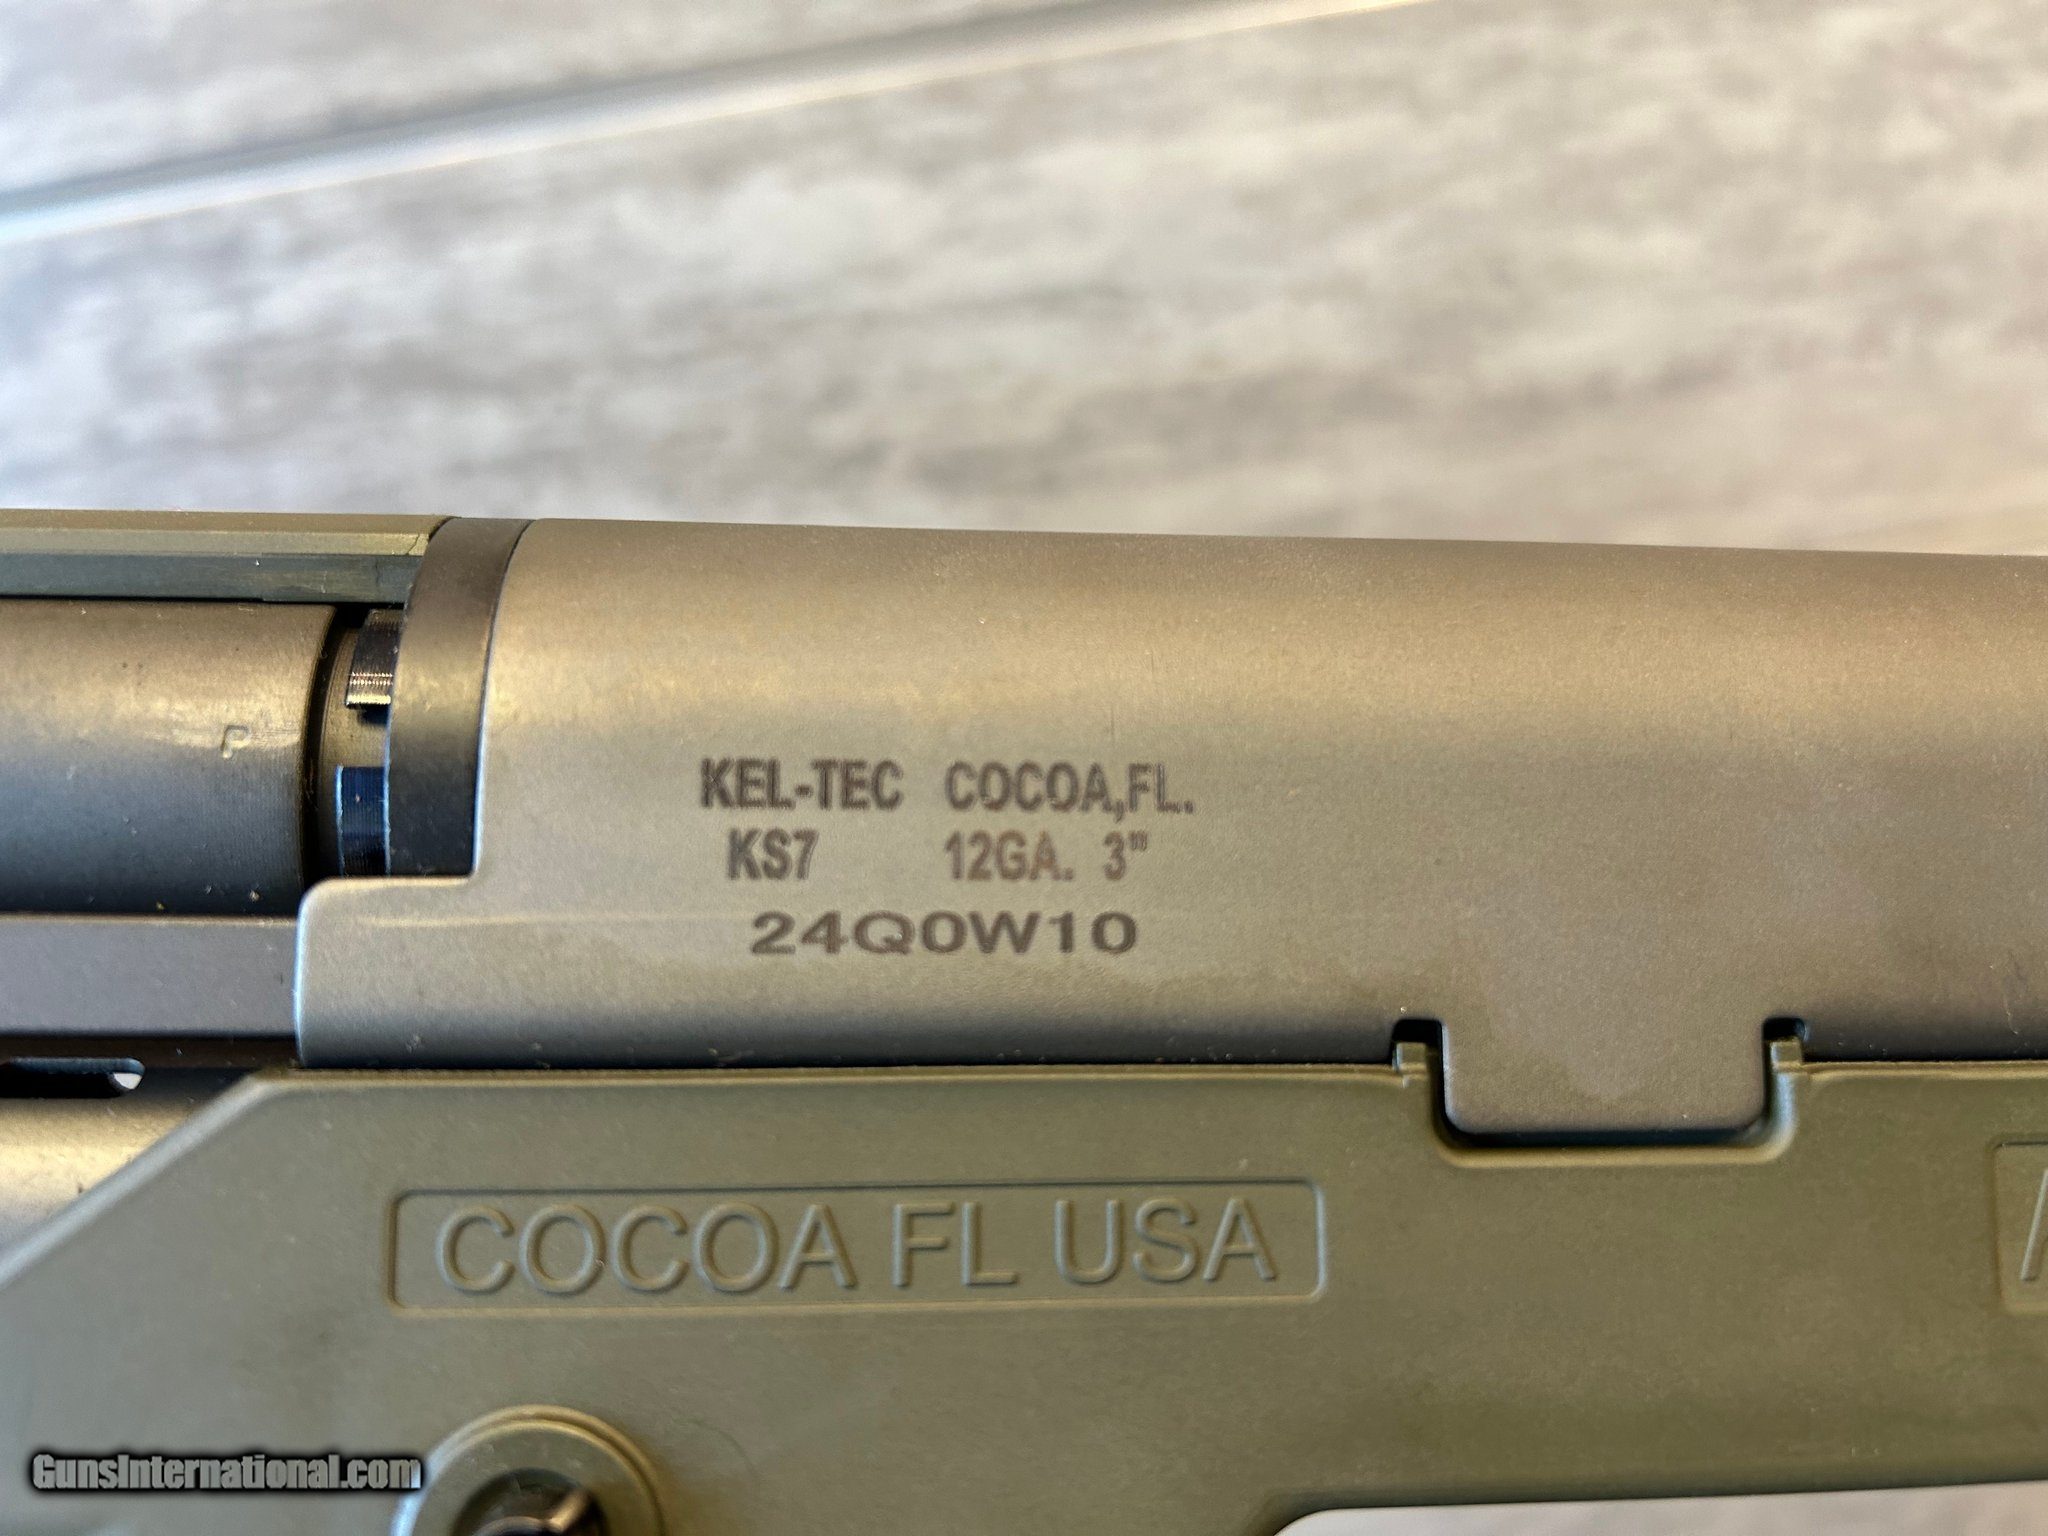 P
KEL-TEC COCOA,FL.
KS7 12GA. 3"
24Q0W10
COCOA FL USA
GunsInternational.com